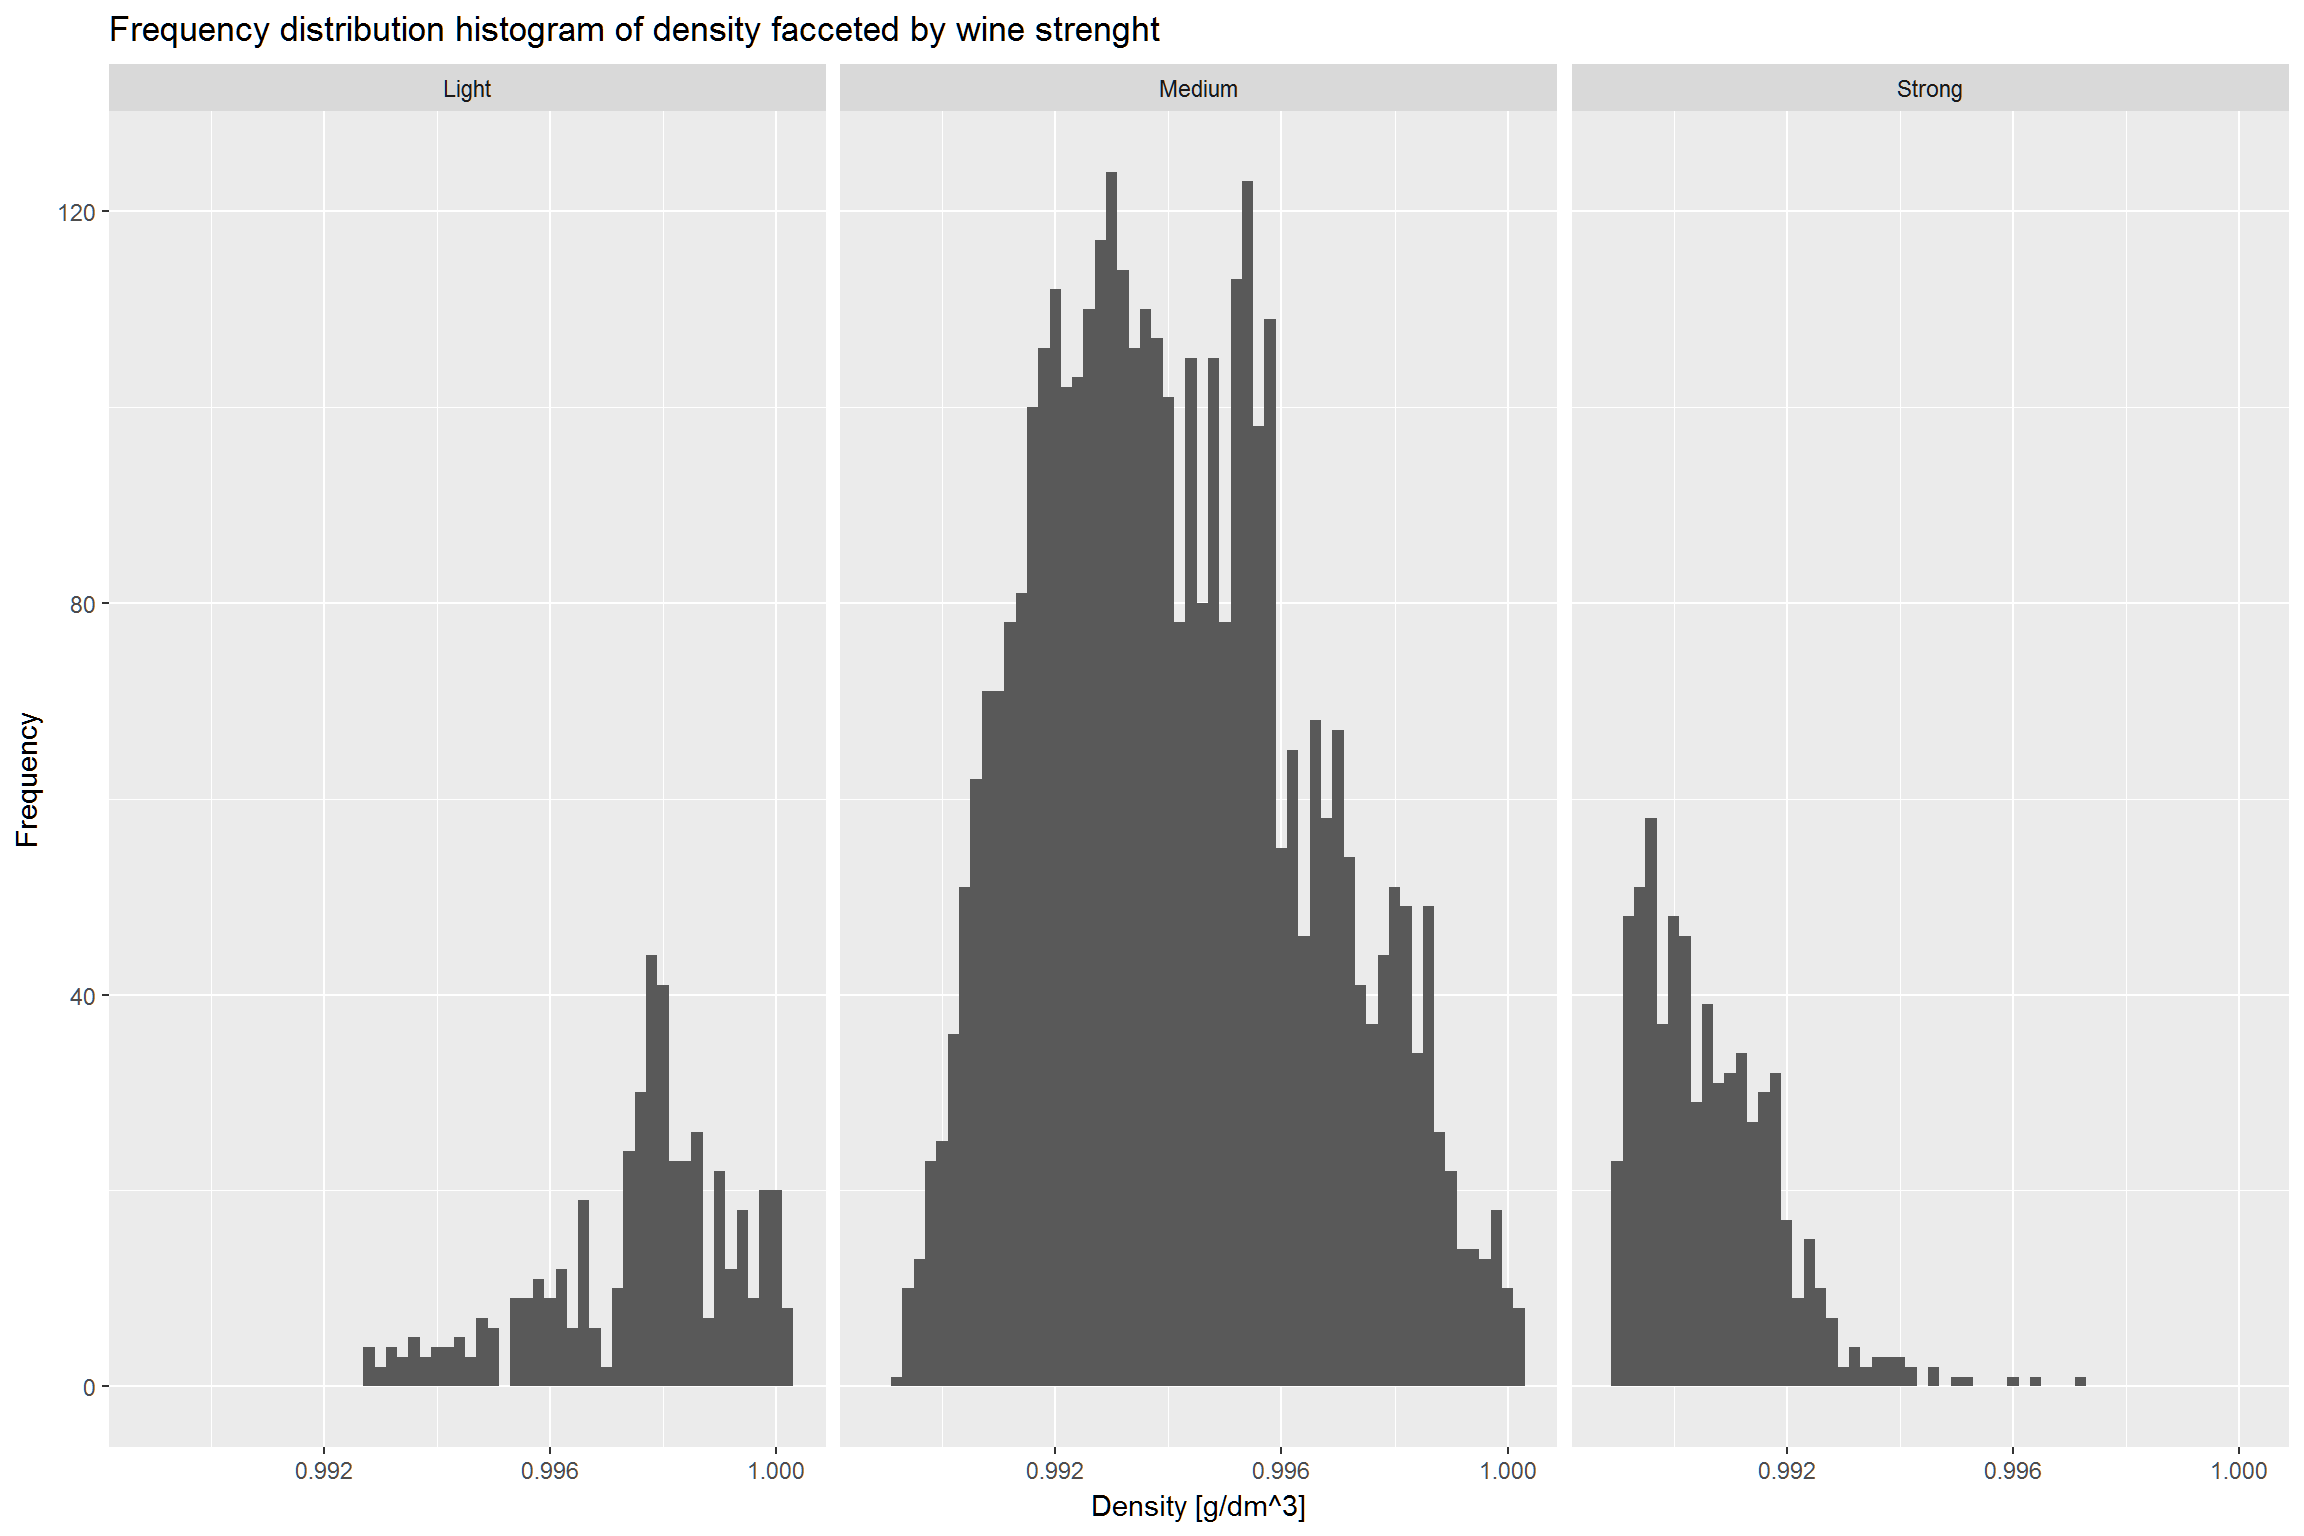 Frequency distribution histogram of density facceted by wine strenght
Light Medium Strong
120
80
40
0
Frequency
0.992 0.996 1.000 0.992 0.996 1.000 0.992 0.996 1.000
Density [g/dm^3]